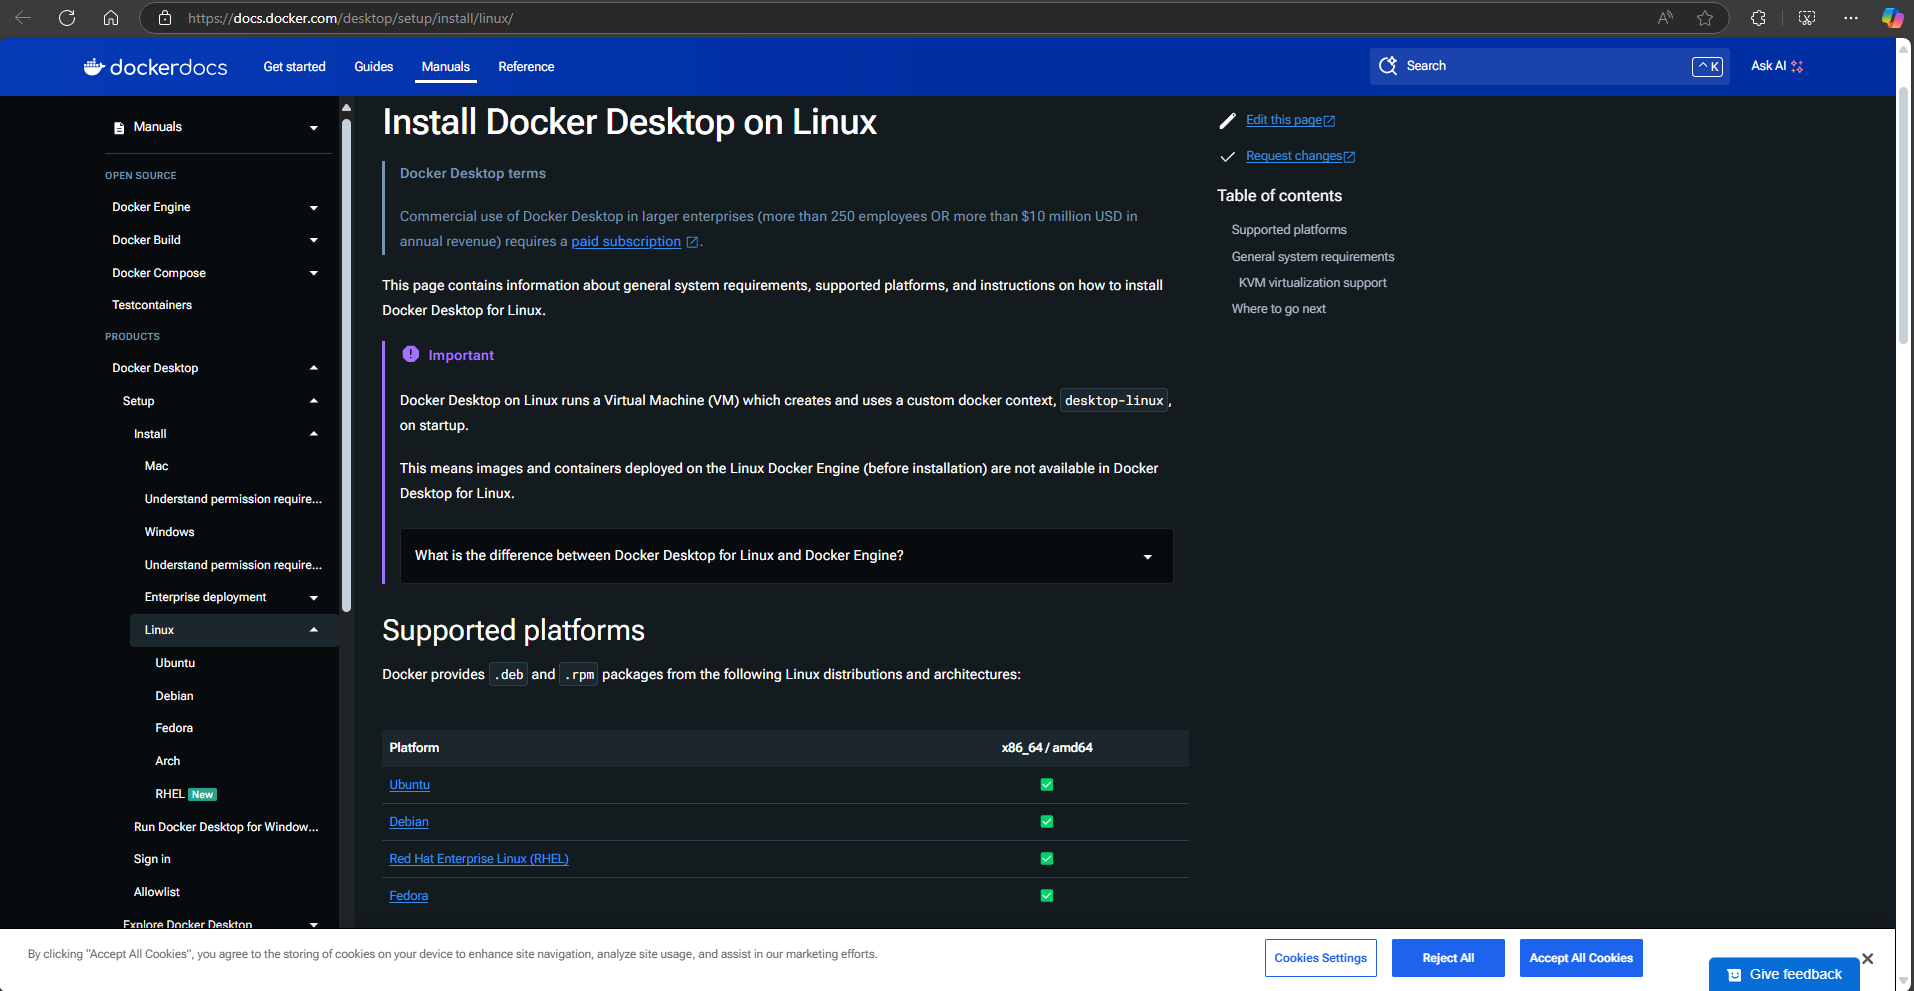 https://docs.docker.com/desktop/setup/install/linux/
dockerdocs
Get started
Guides
Manuals
Reference
Search
^ K
Ask AI
Manuals
OPEN SOURCE
Docker Engine
Docker Build
Docker Compose
Testcontainers
PRODUCTS
Docker Desktop
Setup
Install
Mac
Understand permission require...
Windows
Understand permission require...
Enterprise deployment
Linux
Ubuntu
Debian
Fedora
Arch
RHEL New
Run Docker Desktop for Window...
Sign in
Allowlist
Explore Docker Desktop
Install Docker Desktop on Linux
Docker Desktop terms
Commercial use of Docker Desktop in larger enterprises (more than 250 employees OR more than $10 million USD in
annual revenue) requires a paid subscription .
This page contains information about general system requirements, supported platforms, and instructions on how to install
Docker Desktop for Linux.
Important
Docker Desktop on Linux runs a Virtual Machine (VM) which creates and uses a custom docker context, desktop-linux,
on startup.
This means images and containers deployed on the Linux Docker Engine (before installation) are not available in Docker
Desktop for Linux.
What is the difference between Docker Desktop for Linux and Docker Engine?
Supported platforms
Docker provides .deb and .rpm packages from the following Linux distributions and architectures:
Platform x86_64 / amd64
Ubuntu
Debian
Red Hat Enterprise Linux (RHEL)
Fedora
Edit this page
Request changes
Table of contents
Supported platforms
General system requirements
KVM virtualization support
Where to go next
By clicking “Accept All Cookies”, you agree to the storing of cookies on your device to enhance site navigation, analyze site usage, and assist in our marketing efforts.
Cookies Settings
Reject All
Accept All Cookies
Give feedback